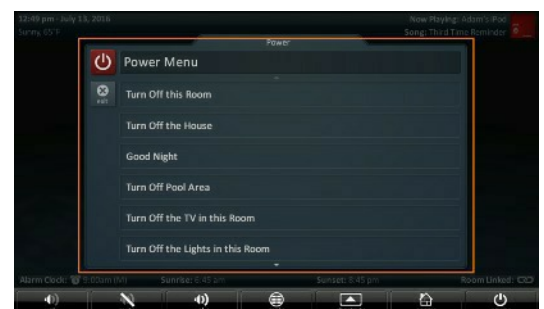 12:49 pm - July 13, 2016
Now Playing: Adam's iPod
Sunny, 65°F
Song: Third Time Reminder
Power
Power Menu
exit
Turn Off this Room
Turn Off the House
Good Night
Turn Off Pool Area
Turn Off the TV in this Room
Turn Off the Lights in this Room
Alarm Clock: 9:02am (M)
Sunrise: 6:45 am
Sunset: 8:45 pm
Room Linked: